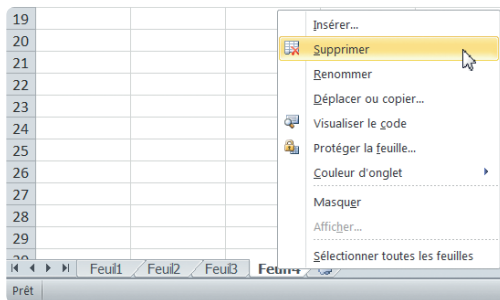 19
20
21
22
23
24
25
26
27
28
29
Insérer...
Supprimer
Renommer
Déplacer ou copier...
Visualiser le code
Protéger la feuille...
Couleur d'onglet
Masquer
Afficher...
Sélectionner toutes les feuilles
Feuil1 Feuil2 Feuil3 Feuil4
Prêt